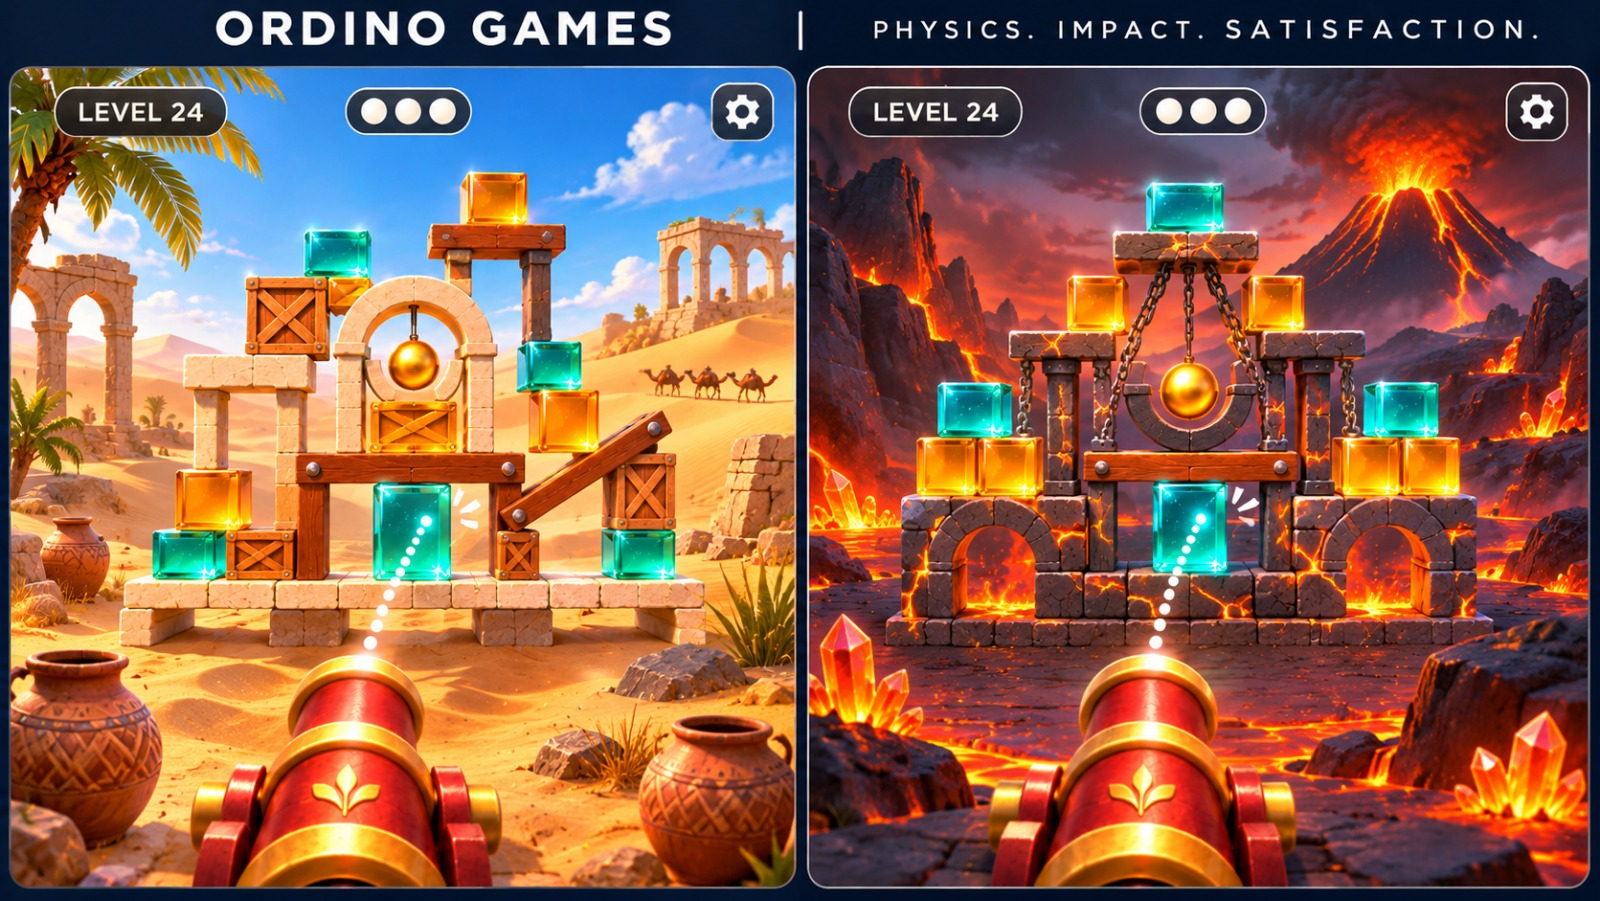 ORDINO GAMES | PHYSICS. IMPACT. SATISFACTION.
LEVEL 24
LEVEL 24